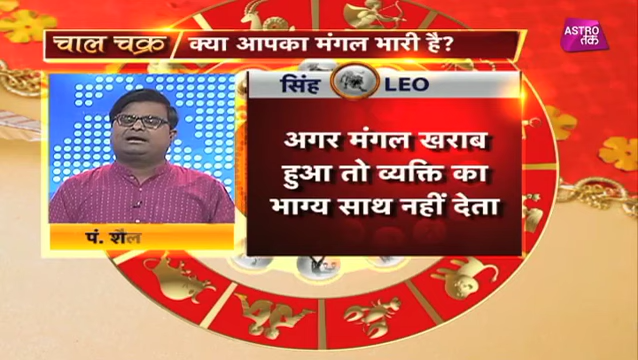 चाल चक्र क्या आपका मंगल भारी है?
ASTRO
तक
सिंह LEO
अगर मंगल खराब
हुआ तो व्यक्ति का
भाग्य साथ नहीं देता
पं. शैल